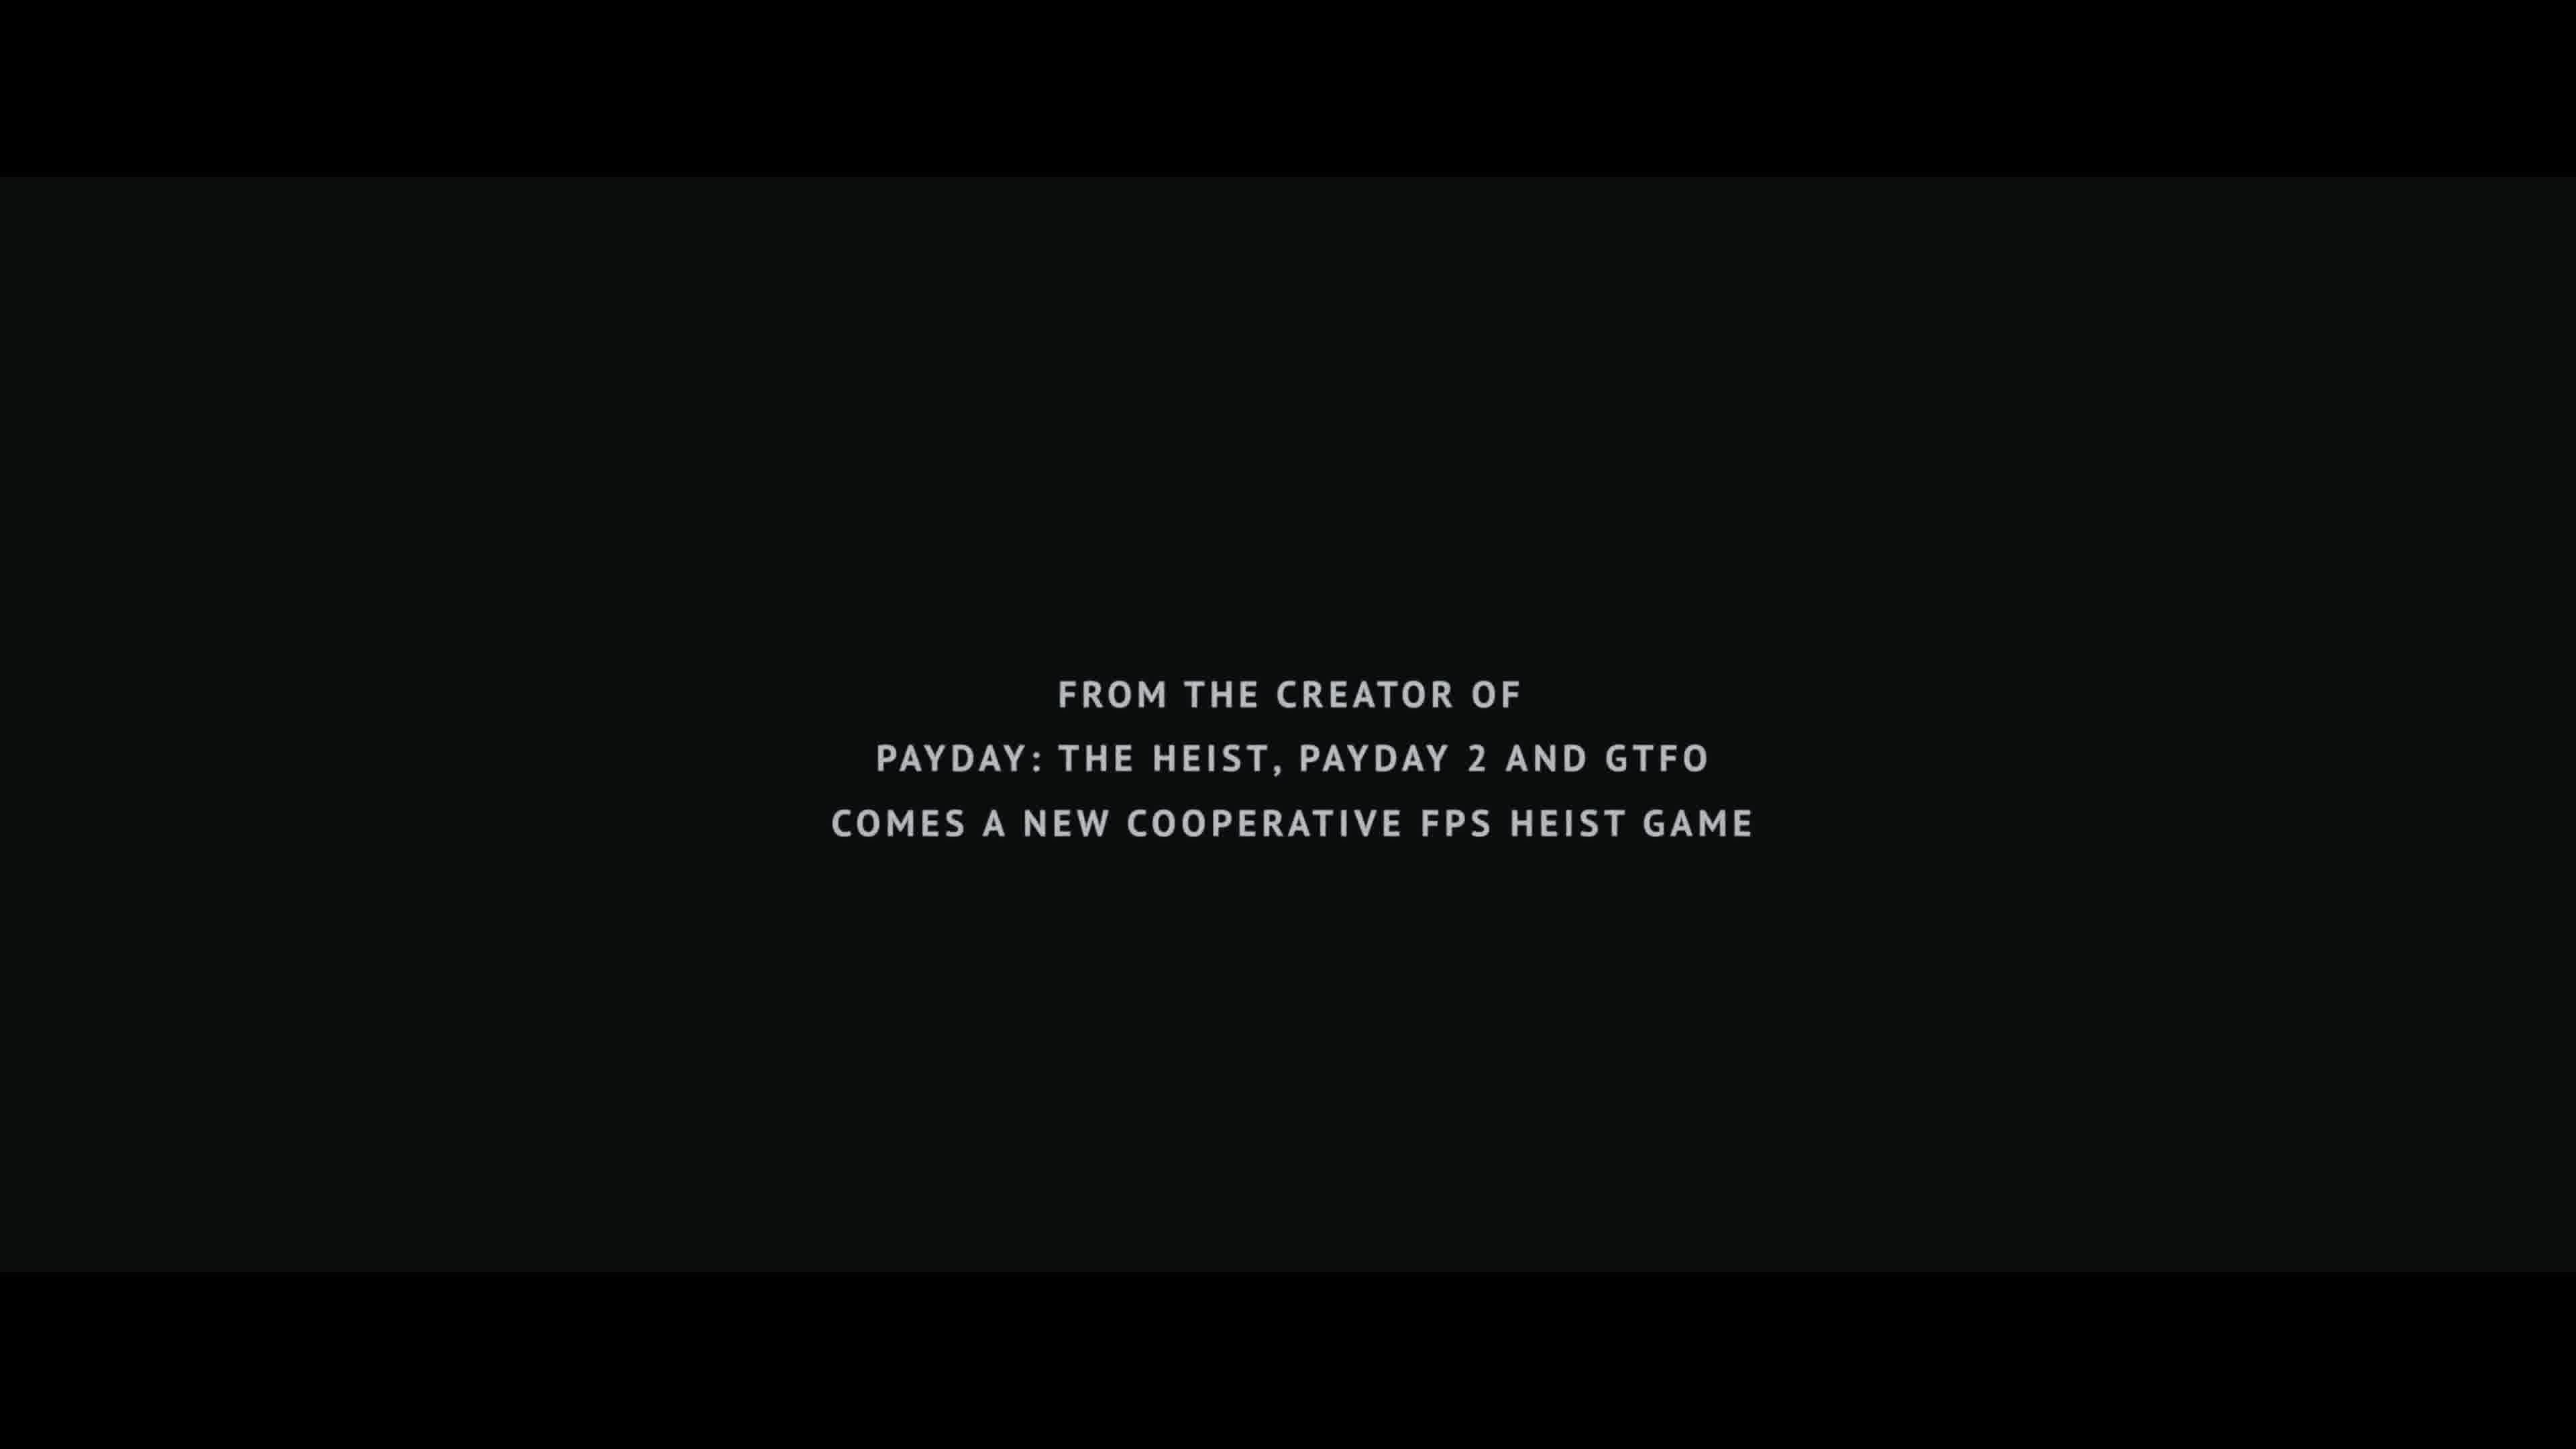 FROM THE CREATOR OF
PAYDAY: THE HEIST, PAYDAY 2 AND GTFO
COMES A NEW COOPERATIVE FPS HEIST GAME